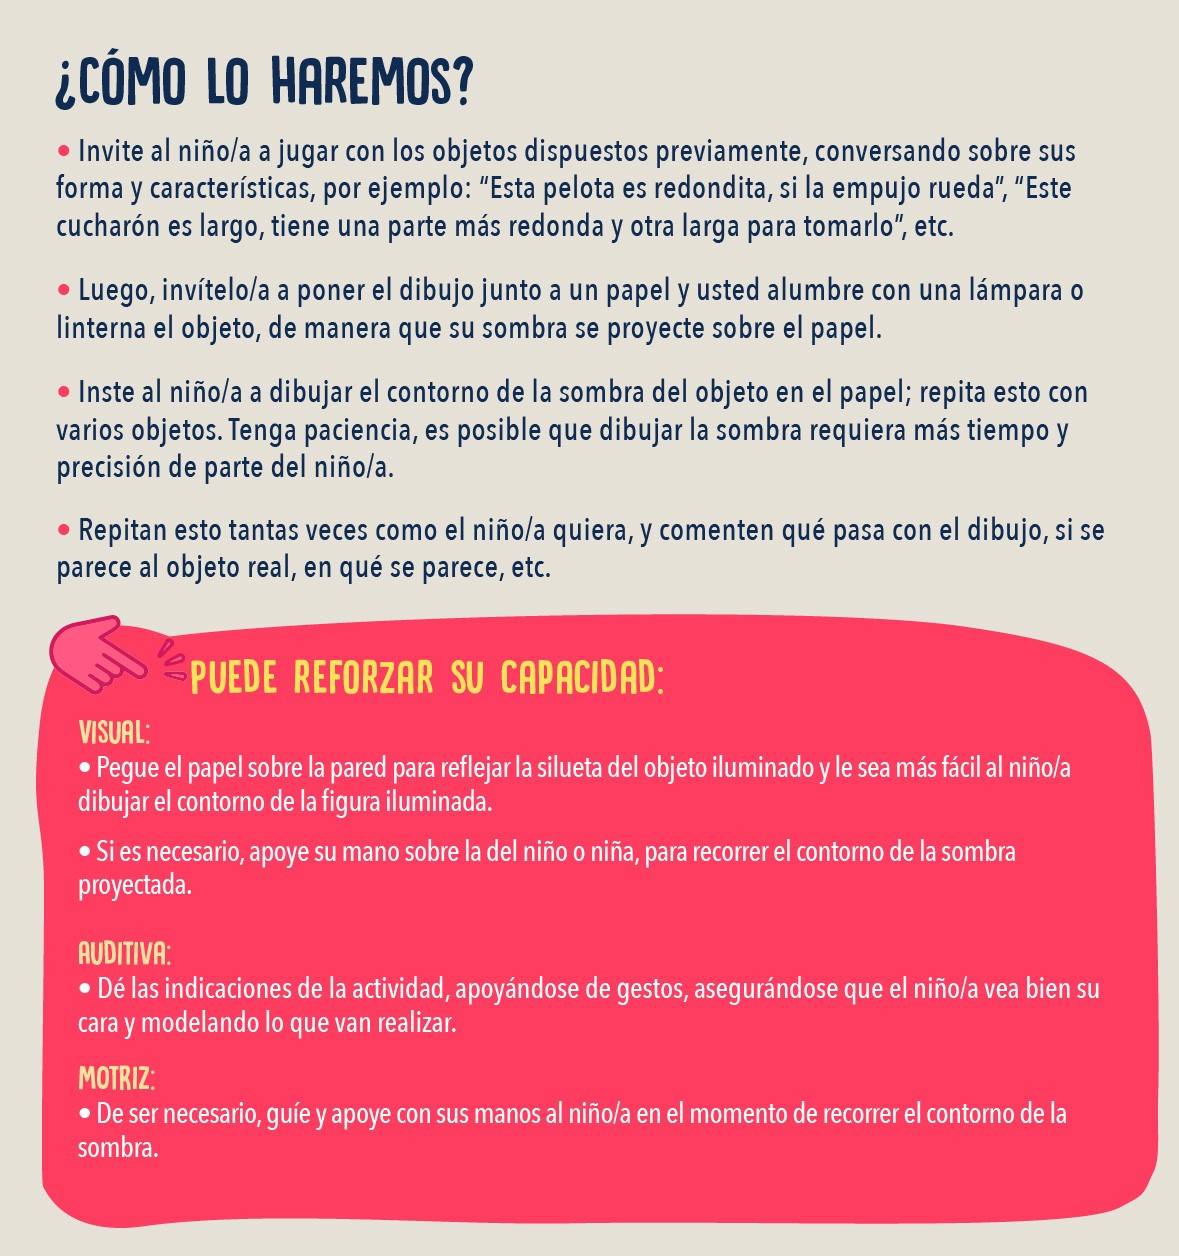 ¿CÓMO LO HAREMOS?
• Invite al niño/a a jugar con los objetos dispuestos previamente, conversando sobre sus
forma y características, por ejemplo: “Esta pelota es redondita, si la empujo rueda”, “Este
cucharón es largo, tiene una parte más redonda y otra larga para tomarlo”, etc.
• Luego, invítelo/a a poner el dibujo junto a un papel y usted alumbre con una lámpara o
linterna el objeto, de manera que su sombra se proyecte sobre el papel.
• Inste al niño/a a dibujar el contorno de la sombra del objeto en el papel; repita esto con
varios objetos. Tenga paciencia, es posible que dibujar la sombra requiera más tiempo y
precisión de parte del niño/a.
• Repitan esto tantas veces como el niño/a quiera, y comenten qué pasa con el dibujo, si se
parece al objeto real, en qué se parece, etc.
PUEDE REFORZAR SU CAPACIDAD:
VISUAL:
• Pegue el papel sobre la pared para reflejar la silueta del objeto iluminado y le sea más fácil al niño/a
dibujar el contorno de la figura iluminada.
• Si es necesario, apoye su mano sobre la del niño o niña, para recorrer el contorno de la sombra
proyectada.
AUDITIVA:
• Dé las indicaciones de la actividad, apoyándose de gestos, asegurándose que el niño/a vea bien su
cara y modelando lo que van realizar.
MOTRIZ:
• De ser necesario, guíe y apoye con sus manos al niño/a en el momento de recorrer el contorno de la
sombra.